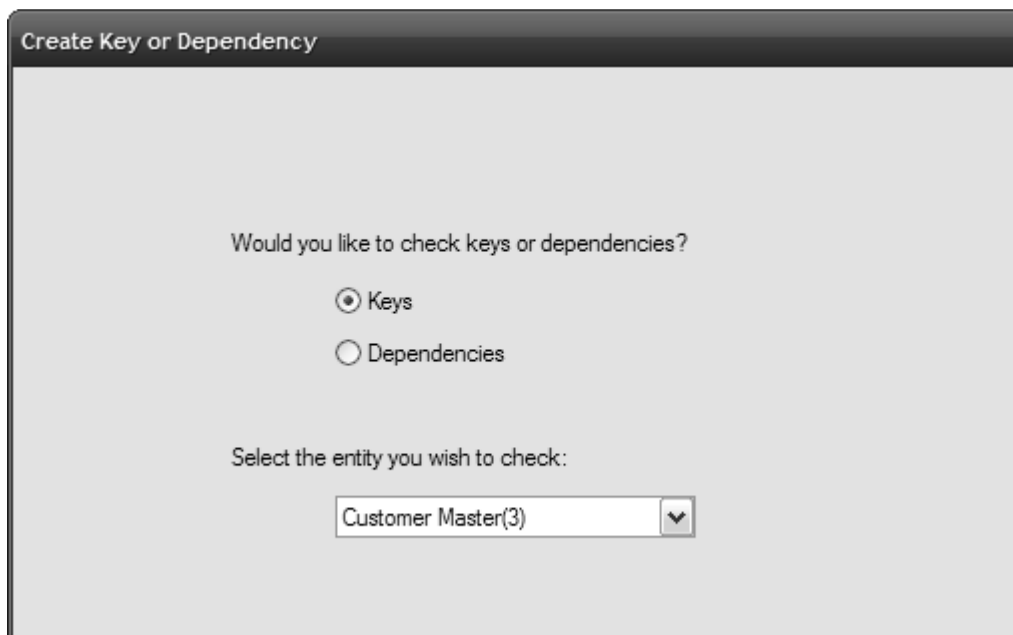 Create Key or Dependency
Would you like to check keys or dependencies?
Keys
Dependencies
Select the entity you wish to check:
Customer Master(3)